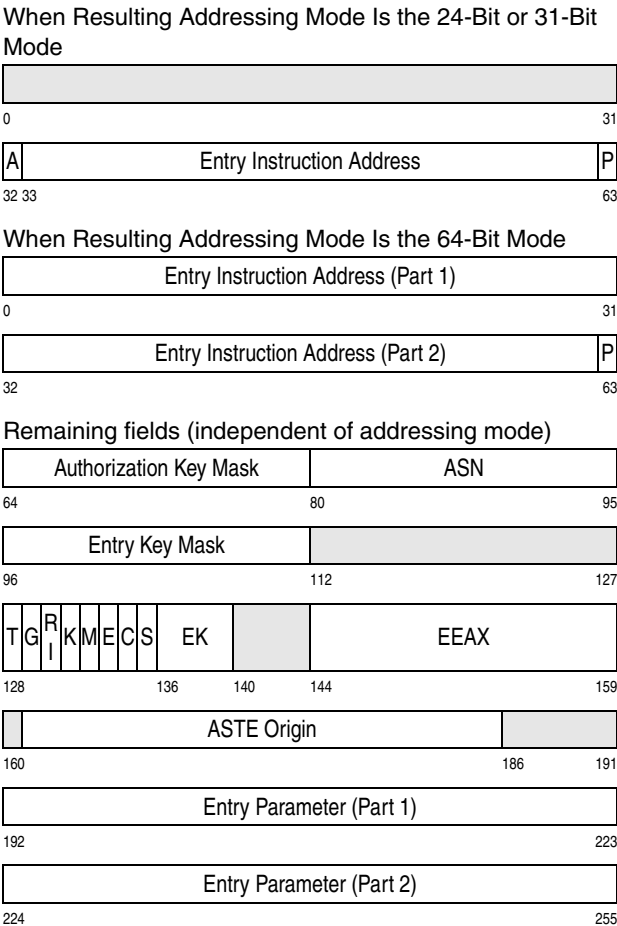 When Resulting Addressing Mode Is the 24-Bit or 31-Bit
Mode
0 31
A Entry Instruction Address P
32 33 63
When Resulting Addressing Mode Is the 64-Bit Mode
Entry Instruction Address (Part 1)
0 31
Entry Instruction Address (Part 2) P
32 63
Remaining fields (independent of addressing mode)
Authorization Key Mask ASN
64 80 95
Entry Key Mask
96 112 127
T G R I K M E C S EK EEAX
128 136 140 144 159
ASTE Origin
160 186 191
Entry Parameter (Part 1)
192 223
Entry Parameter (Part 2)
224 255